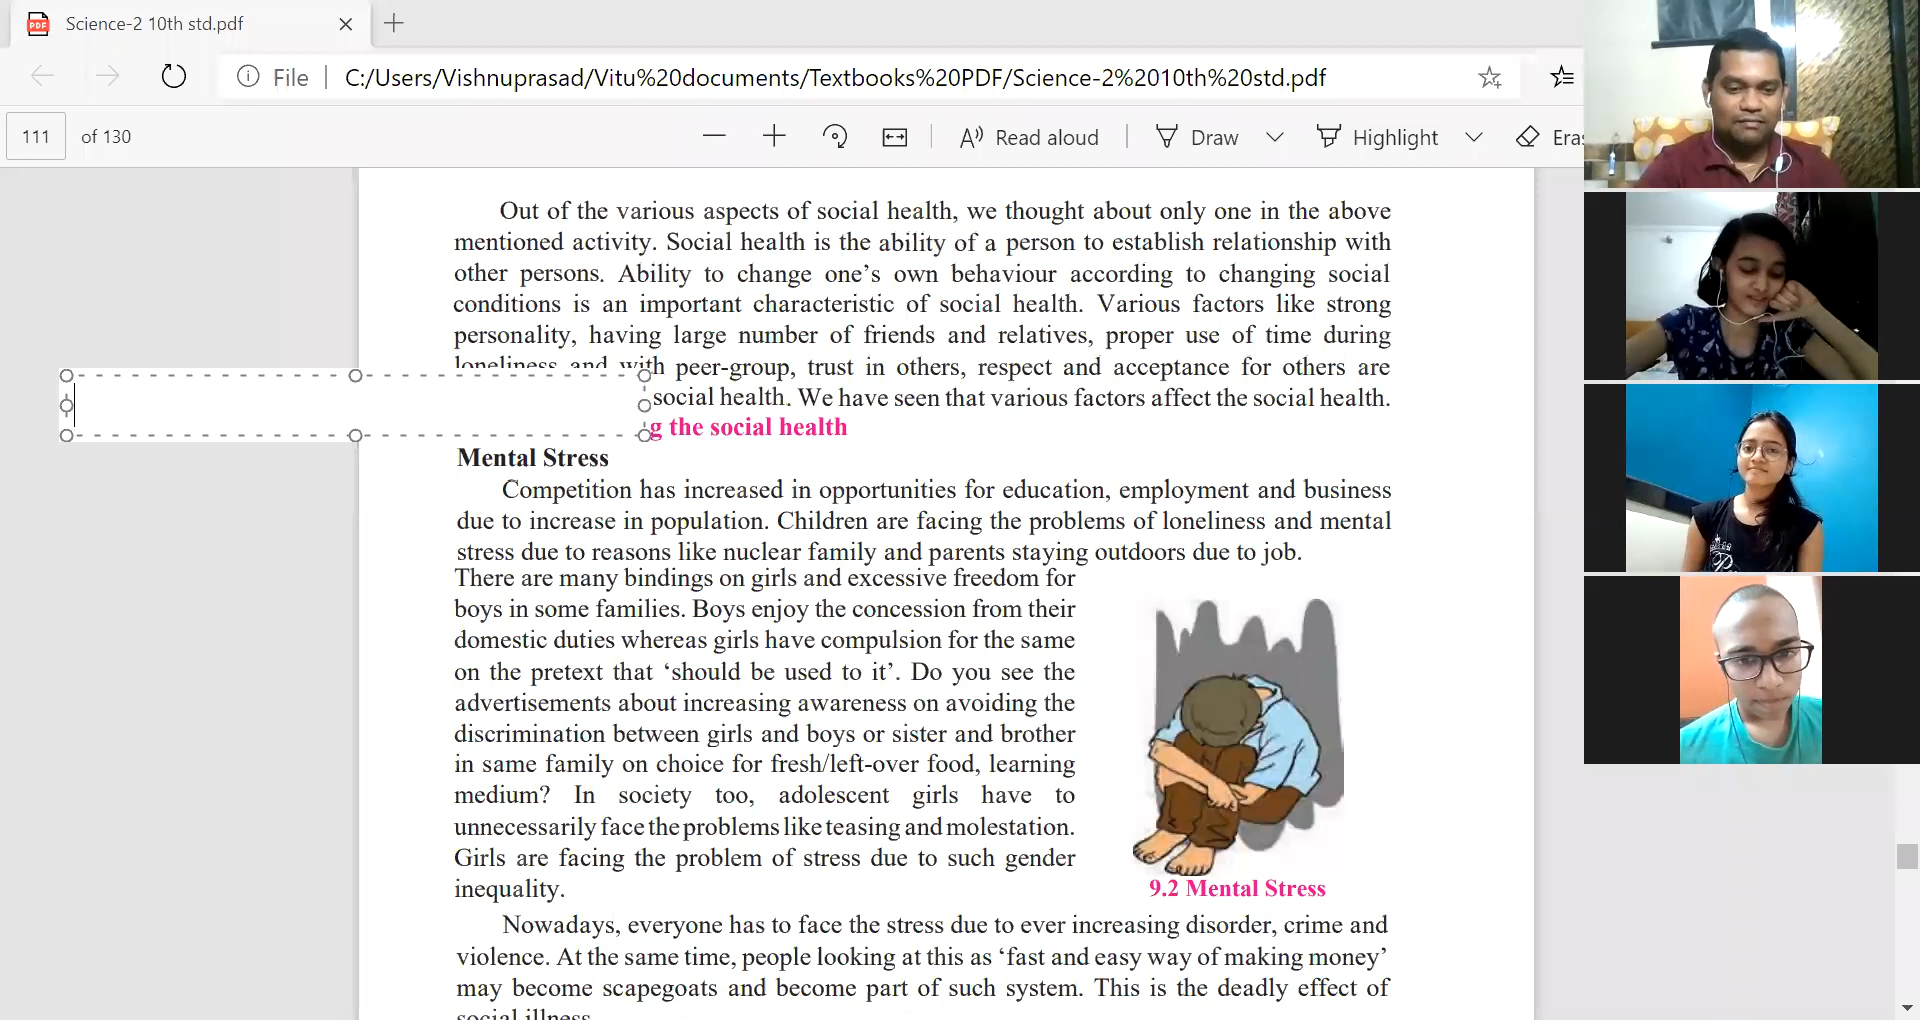 Science-2 10th std.pdf
File C:/Users/Vishnuprasad/Vitu%20documents/Textbooks%20PDF/Science-2%2010th%20std.pdf
111 of 130 Read aloud Draw Highlight
Out of the various aspects of social health, we thought about only one in the above
mentioned activity. Social health is the ability of a person to establish relationship with
other persons. Ability to change one’s own behaviour according to changing social
conditions is an important characteristic of social health. Various factors like strong
personality, having large number of friends and relatives, proper use of time during
loneliness and with peer-group, trust in others, respect and acceptance for others are
social health. We have seen that various factors affect the social health.
g the social health
Mental Stress
Competition has increased in opportunities for education, employment and business
due to increase in population. Children are facing the problems of loneliness and mental
stress due to reasons like nuclear family and parents staying outdoors due to job.
There are many bindings on girls and excessive freedom for
boys in some families. Boys enjoy the concession from their
domestic duties whereas girls have compulsion for the same
on the pretext that ‘should be used to it’. Do you see the
advertisements about increasing awareness on avoiding the
discrimination between girls and boys or sister and brother
in same family on choice for fresh/left-over food, learning
medium? In society too, adolescent girls have to
unnecessarily face the problems like teasing and molestation.
Girls are facing the problem of stress due to such gender
inequality.
9.2 Mental Stress
Nowadays, everyone has to face the stress due to ever increasing disorder, crime and
violence. At the same time, people looking at this as ‘fast and easy way of making money’
may become scapegoats and become part of such system. This is the deadly effect of
social illness.